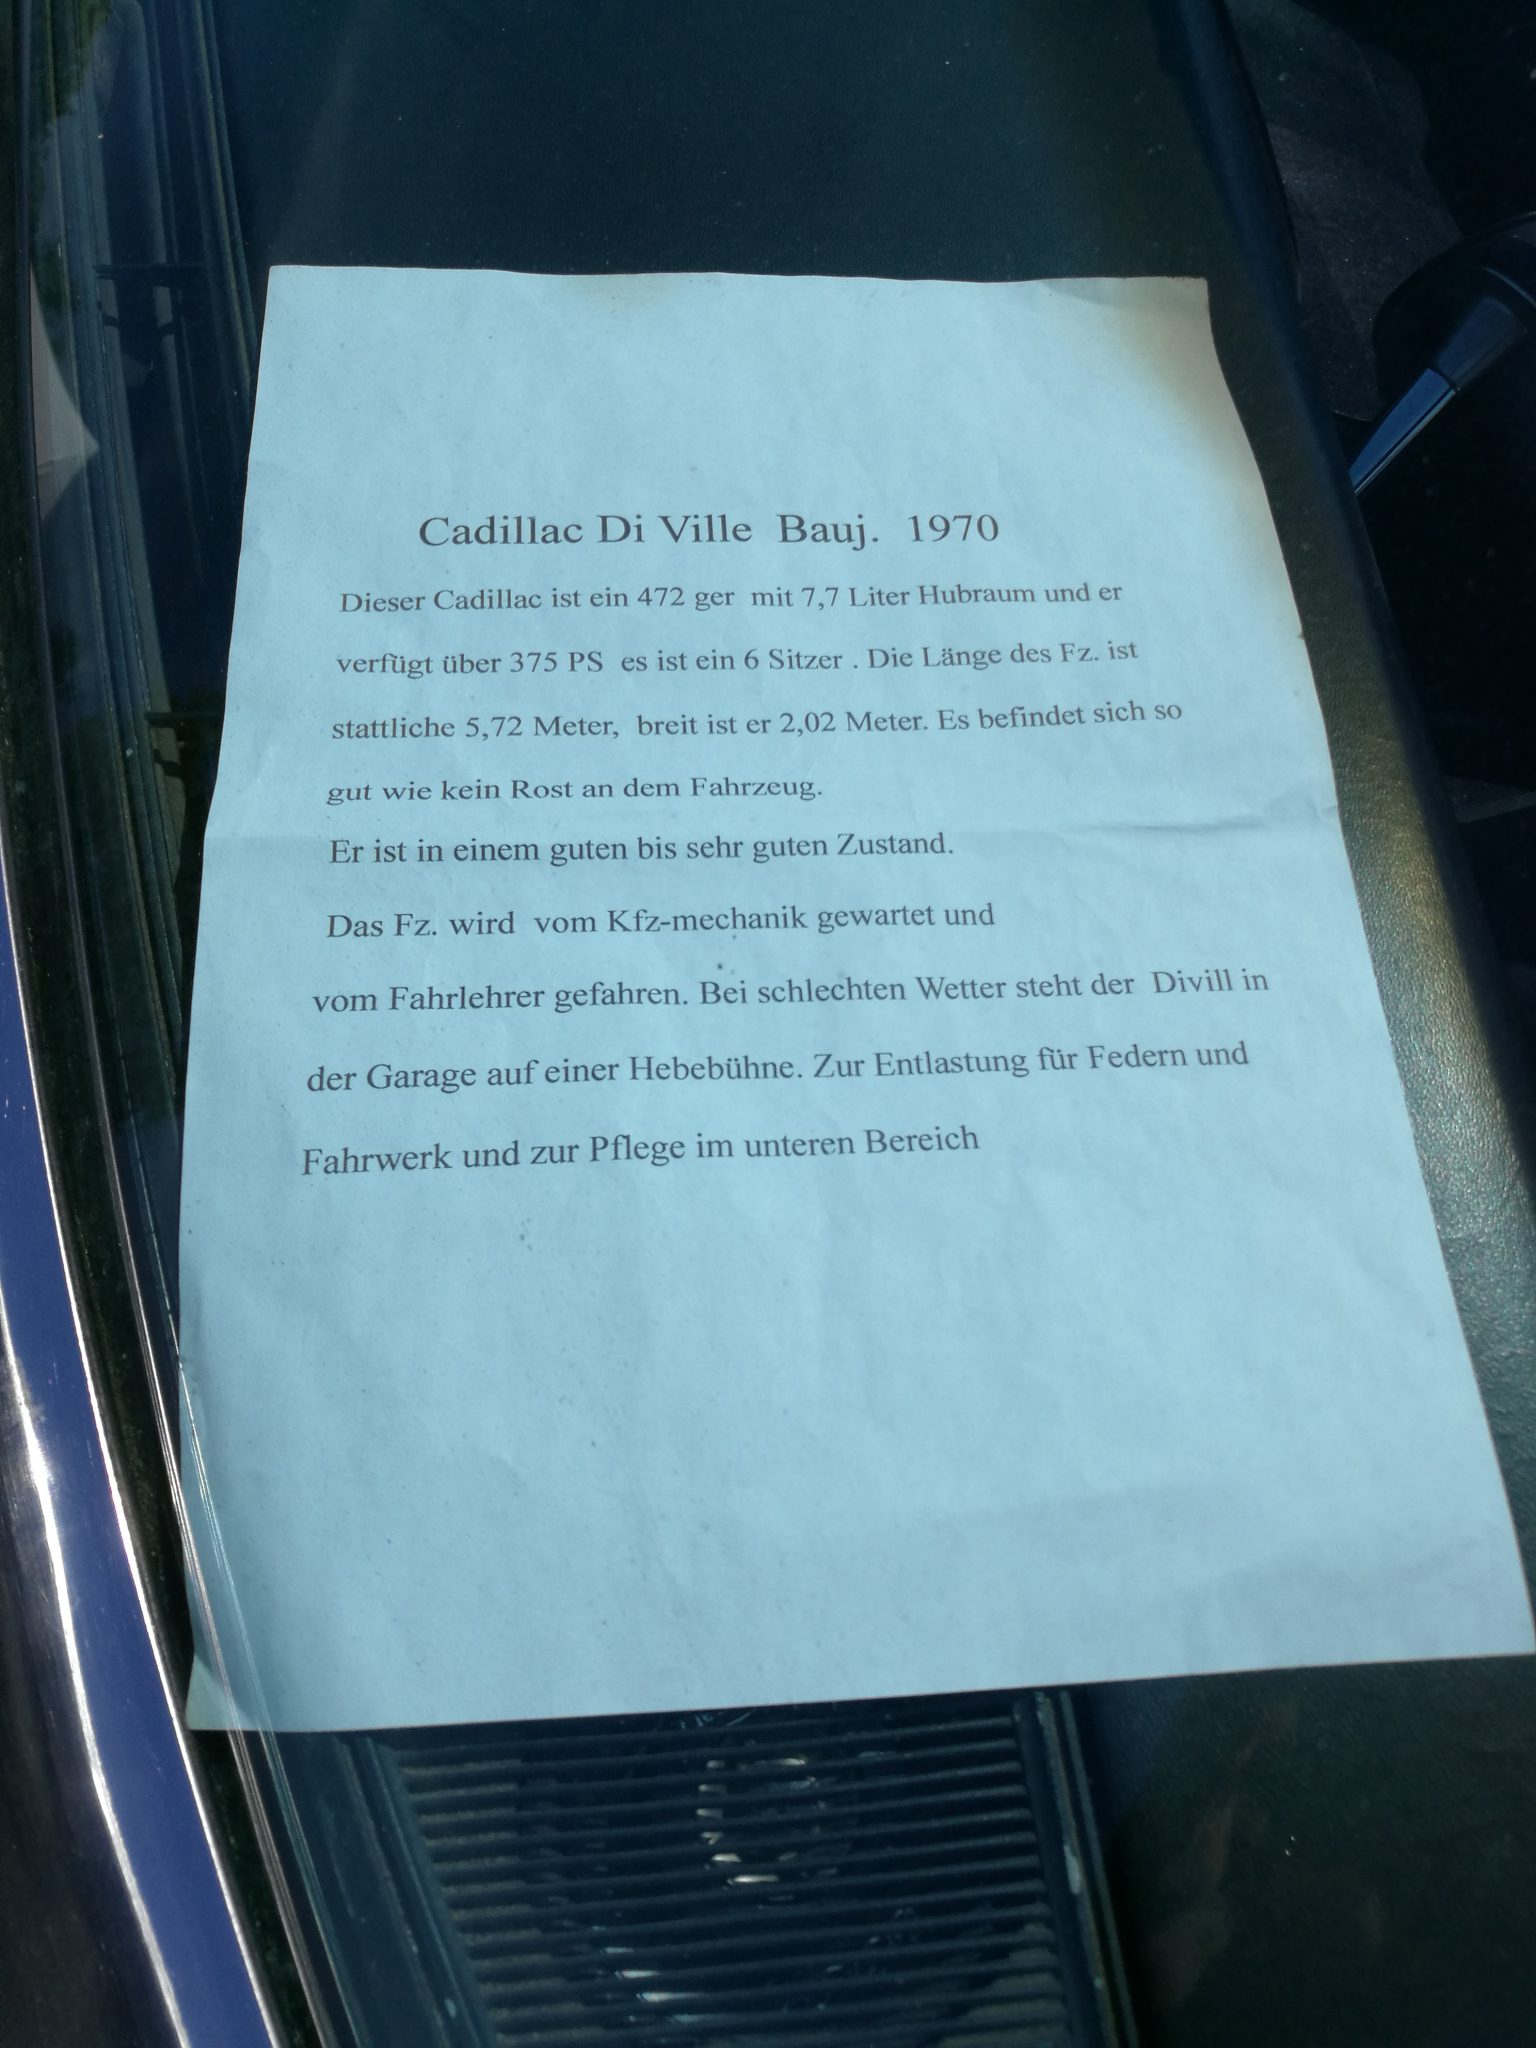 Cadillac Di Ville Bauj. 1970
Dieser Cadillac ist ein 472 ger mit 7,7 Liter Hubraum und er
verfügt über 375 PS es ist ein 6 Sitzer . Die Länge des Fz. ist
stattliche 5,72 Meter, breit ist er 2,02 Meter. Es befindet sich so
gut wie kein Rost an dem Fahrzeug.
Er ist in einem guten bis sehr guten Zustand.
Das Fz. wird vom Kfz-mechanik gewartet und
vom Fahrlehrer gefahren. Bei schlechten Wetter steht der Divill in
der Garage auf einer Hebebühne. Zur Entlastung für Federn und
Fahrwerk und zur Pflege im unteren Bereich